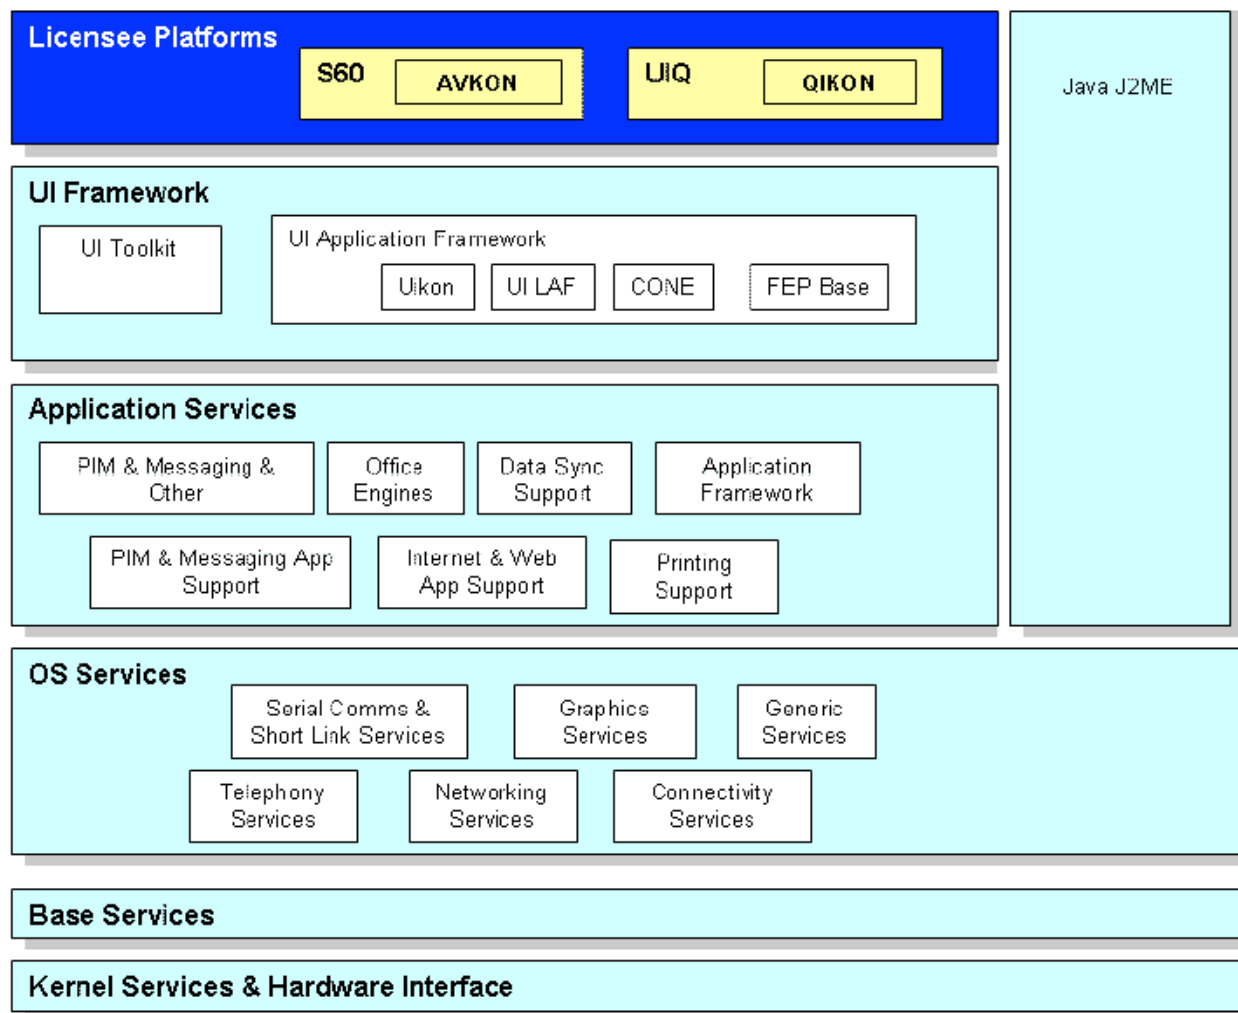 Licensee Platforms
S60
AVKON
UIQ
QIKON
Java J2ME
UI Framework
UI Toolkit
UI Application Framework
Uikon
UI LAF
CONE
FEP Base
Application Services
PIM & Messaging &
Other
Office
Engines
Data Sync
Support
Application
Framework
PIM & Messaging App
Support
Internet & Web
App Support
Printing
Support
OS Services
Serial Comms &
Short Link Services
Graphics
Services
Generic
Services
Telephony
Services
Networking
Services
Connectivity
Services
Base Services
Kernel Services & Hardware Interface